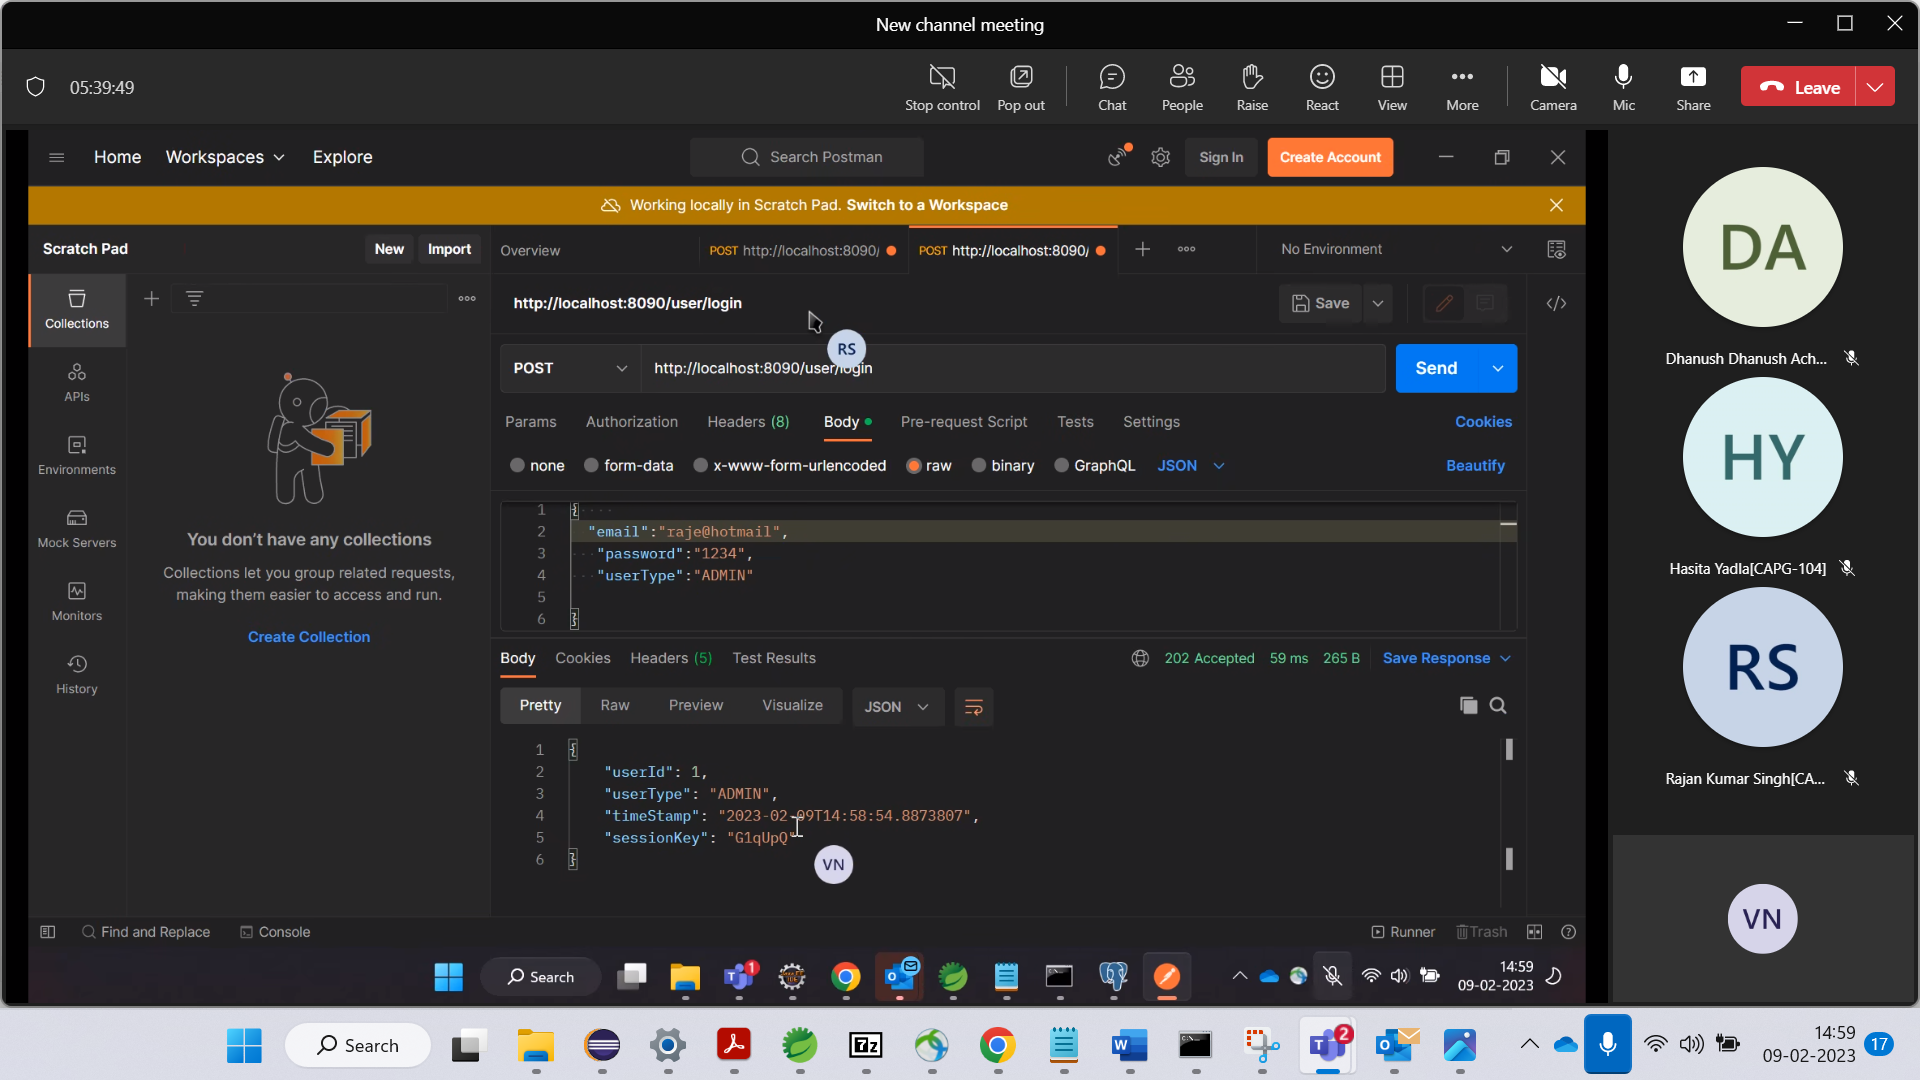 New channel meeting
05:39:49
Stop control
Pop out
Chat
People
Raise
React
View
More
Camera
Mic
Share
Leave
Home
Workspaces
Explore
Search Postman
Sign In
Create Account
Working locally in Scratch Pad. Switch to a Workspace
Scratch Pad
New
Import
Overview
POST http://localhost:8090/
POST http://localhost:8090/
No Environment
Collections
APIs
Environments
Mock Servers
Monitors
History
You don't have any collections
Collections let you group related requests,
making them easier to access and run.
Create Collection
http://localhost:8090/user/login
Save
RS
POST
http://localhost:8090/user/login
Send
Params
Authorization
Headers (8)
Body
Pre-request Script
Tests
Settings
Cookies
none
form-data
x-www-form-urlencoded
raw
binary
GraphQL
JSON
Beautify
1 {
2 "email":"raje@hotmail",
3 "password":"1234",
4 "userType":"ADMIN"
5
6 }
Body
Cookies
Headers (5)
Test Results
202 Accepted
59 ms
265 B
Save Response
Pretty
Raw
Preview
Visualize
JSON
1 {
2 "userId": 1,
3 "userType": "ADMIN",
4 "timeStamp": "2023-02-09T14:58:54.8873807",
5 "sessionKey": "G1qUpQ"
6 }
VN
Find and Replace
Console
Runner
Trash
Search
1
14:59
09-02-2023
DA
Dhanush Dhanush Ach...
HY
Hasita Yadla[CAPG-104]
RS
Rajan Kumar Singh[CA...
VN
Search
7z
W
2
14:59
09-02-2023
17